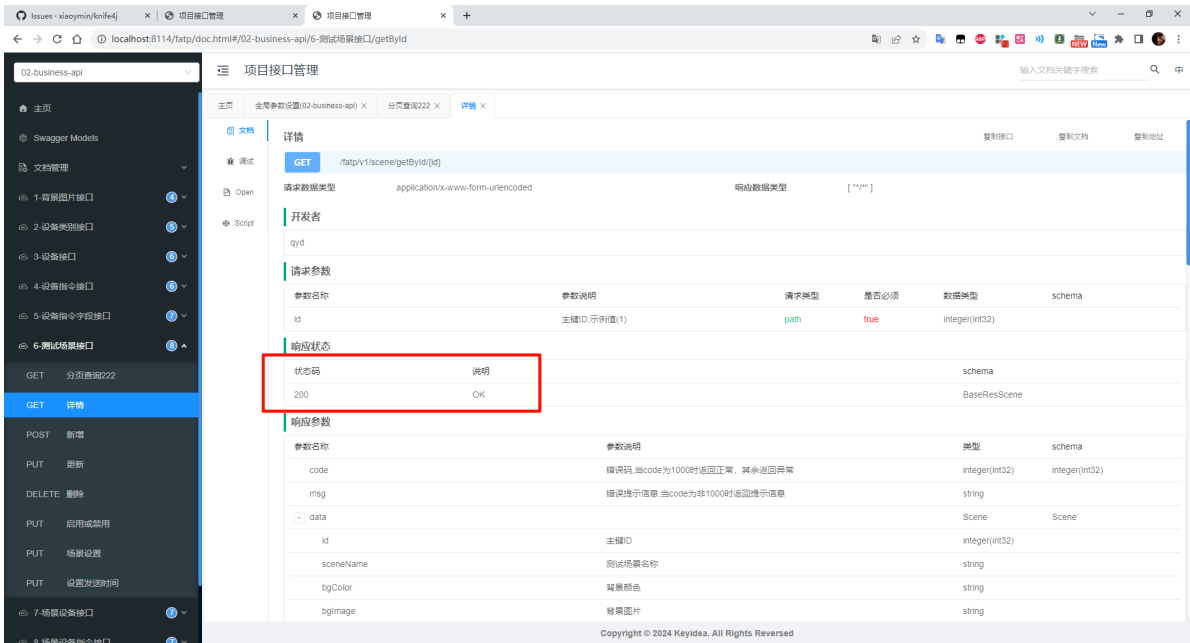 Issues · xiaoymin/knife4j × 项目接口管理 × 项目接口管理 × +
localhost:8114/fatp/doc.html#/02-business-api/6-测试场景接口/getById
02-business-api
项目接口管理
输入文档关键字搜索
中
主页
Swagger Models
文档管理
1-背景图片接口 4
2-设备类别接口 5
3-设备接口 6
4-设备指令接口 6
5-设备指令字段接口 7
6-测试场景接口 8
GET 分页查询222
GET 详情
POST 新增
PUT 更新
DELETE 删除
PUT 启用或禁用
PUT 场景设置
PUT 设置发送时间
7-场景设备接口 7
8-场景设备指令接口 7
主页 全局参数设置(02-business-api) × 分页查询222 × 详情 ×
文档
调试
Open
Script
详情 复制接口 复制文档 复制地址
GET /fatp/v1/scene/getById/{id}
请求数据类型 application/x-www-form-urlencoded 响应数据类型 [ "*/*" ]
开发者
qyd
请求参数
参数名称 参数说明 请求类型 是否必须 数据类型 schema
id 主键ID,示例值(1) path true integer(int32)
响应状态
状态码 说明 schema
200 OK BaseResScene
响应参数
参数名称 参数说明 类型 schema
code 错误码,当code为1000时返回正常，其余返回异常 integer(int32) integer(int32)
msg 错误提示信息,当code为非1000时返回提示信息 string
data Scene Scene
id 主键ID integer(int32)
sceneName 测试场景名称 string
bgColor 背景颜色 string
bgImage 背景图片 string
Copyright © 2024 Keyidea. All Rights Reversed